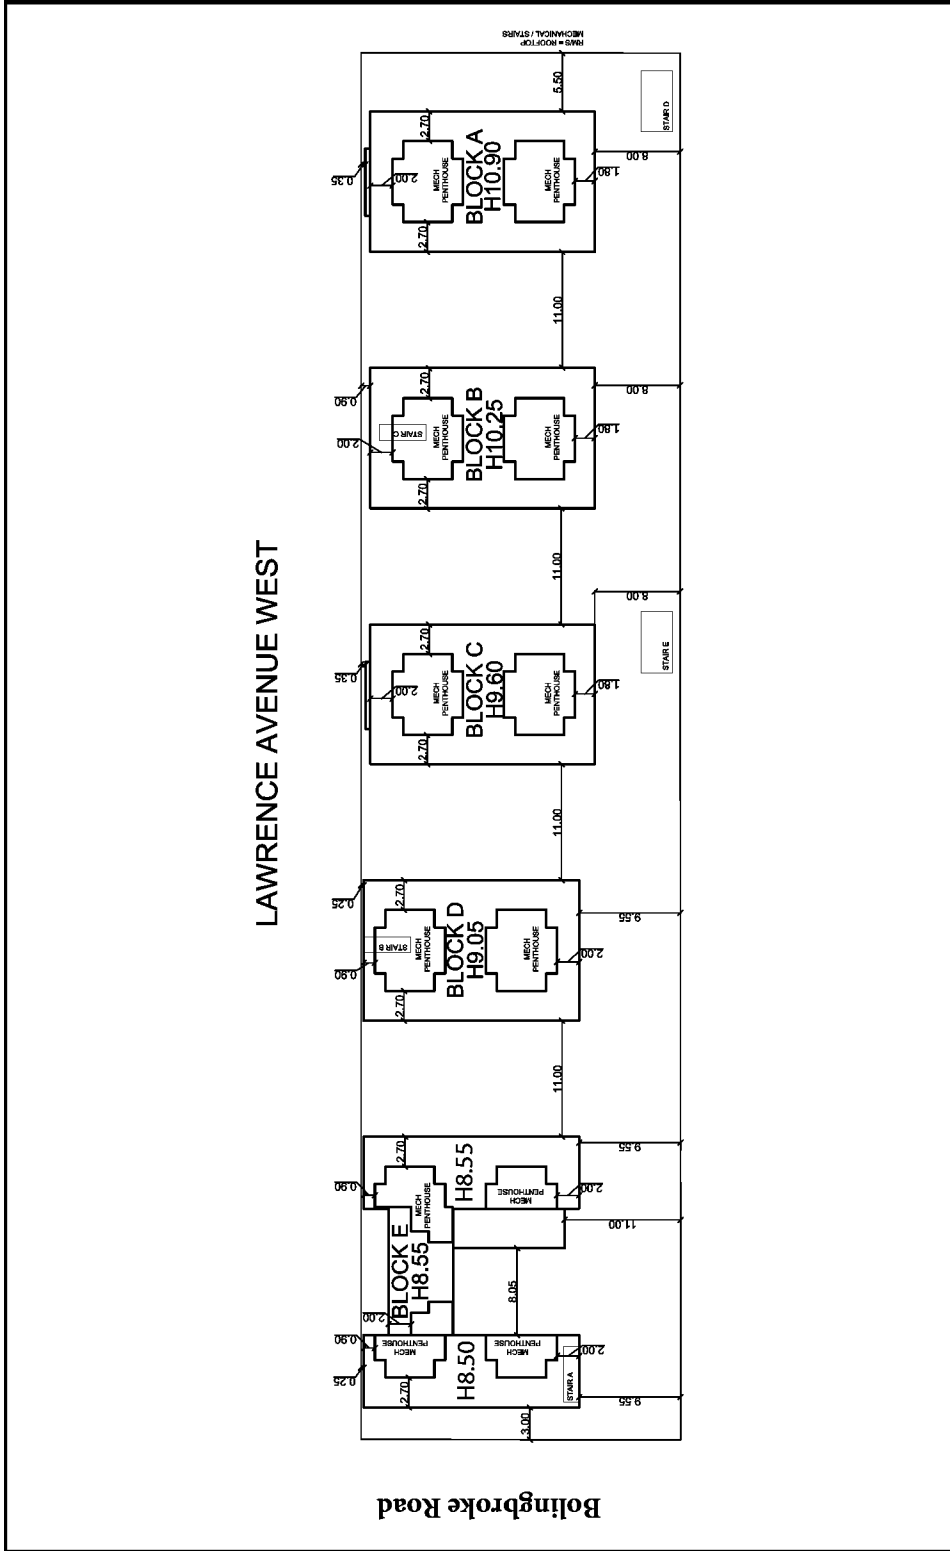 LAWRENCE AVENUE WEST
RMS = ROOFTOP
MECHANICAL / STAIRS
5.50
STAIR D
8.00
0.35
2.00
2.70
MECH
PENTHOUSE
BLOCK A
H10.90
MECH
PENTHOUSE
1.80
2.70
11.00
0.90
2.00
2.70
STAIR C
MECH
PENTHOUSE
BLOCK B
H10.25
MECH
PENTHOUSE
1.80
8.00
2.70
11.00
8.00
STAIR E
0.35
2.00
2.70
MECH
PENTHOUSE
BLOCK C
H9.60
MECH
PENTHOUSE
1.80
2.70
11.00
0.25
0.90
2.70
STAIR B
MECH
PENTHOUSE
BLOCK D
H9.05
MECH
PENTHOUSE
2.00
9.55
2.70
11.00
9.55
0.90
2.70
MECH
PENTHOUSE
H8.55
MECH
PENTHOUSE
2.00
11.00
BLOCK E
H8.55
8.05
2.00
0.90
0.25
MECH
PENTHOUSE
H8.50
MECH
PENTHOUSE
2.00
STAIR A
2.70
9.55
3.00
Bolingbroke Road